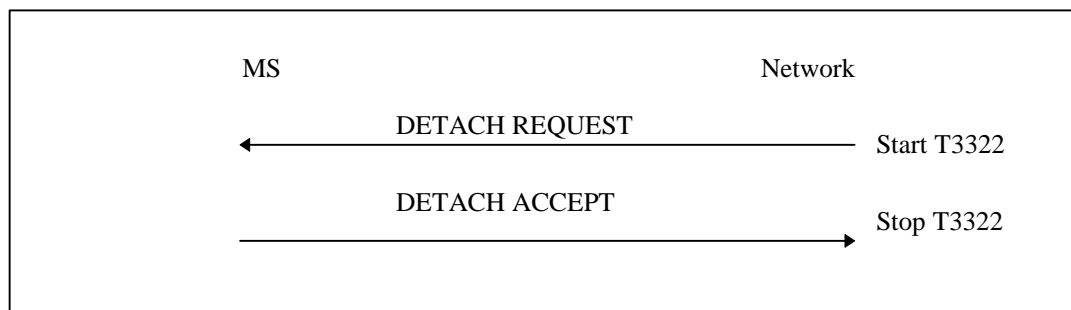 MS Network
DETACH REQUEST
Start T3322
DETACH ACCEPT
Stop T3322